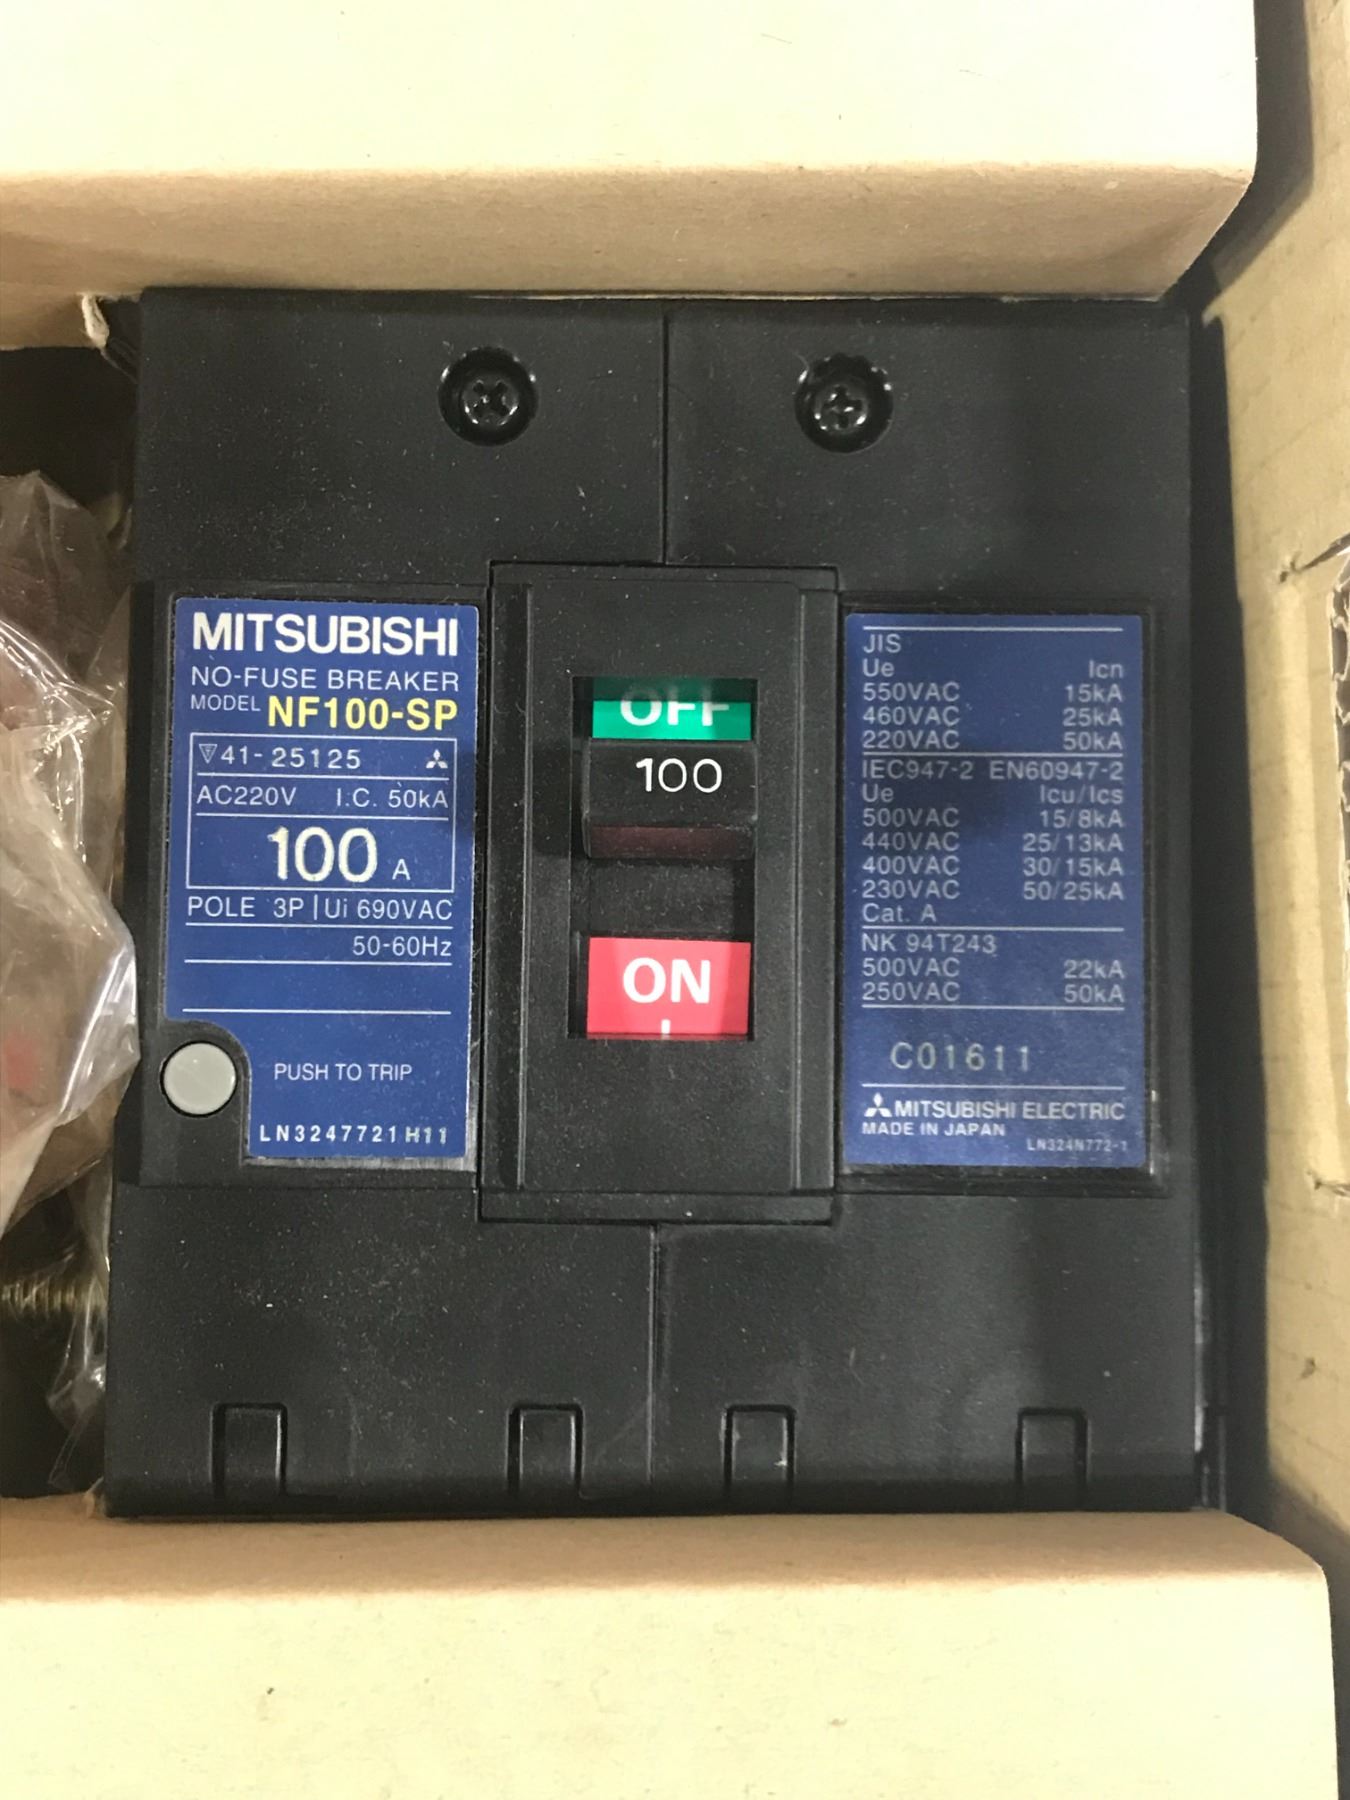 MITSUBISHI
NO-FUSE BREAKER
MODEL NF100-SP
41-25125
AC220V I.C. 50kA
100 A
POLE 3P | Ui 690VAC
50-60Hz
PUSH TO TRIP
LN3247721H11
OFF
100
ON
JIS
Ue Icn
550VAC 15kA
460VAC 25kA
220VAC 50kA
IEC947-2 EN60947-2
Ue Icu/Ics
500VAC 15/8kA
440VAC 25/13kA
400VAC 30/15kA
230VAC 50/25kA
Cat. A
NK 94T243
500VAC 22kA
250VAC 50kA
C01611
MITSUBISHI ELECTRIC
MADE IN JAPAN
LN324N772-1